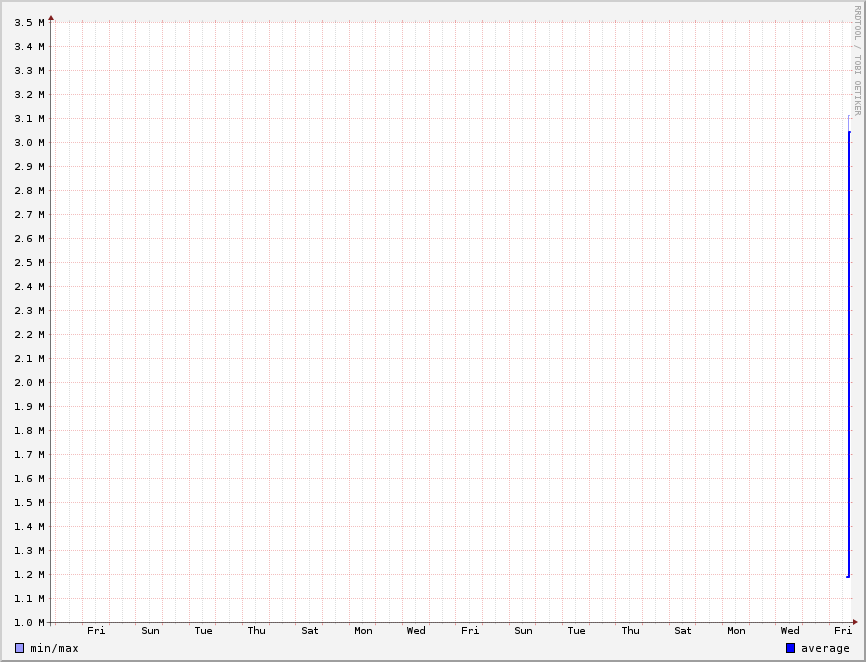 RRDTOOL / TOBI OETIKER
3.5 M
3.4 M
3.3 M
3.2 M
3.1 M
3.0 M
2.9 M
2.8 M
2.7 M
2.6 M
2.5 M
2.4 M
2.3 M
2.2 M
2.1 M
2.0 M
1.9 M
1.8 M
1.7 M
1.6 M
1.5 M
1.4 M
1.3 M
1.2 M
1.1 M
1.0 M
Fri Sun Tue Thu Sat Mon Wed Fri Sun Tue Thu Sat Mon Wed Fri
min/max average